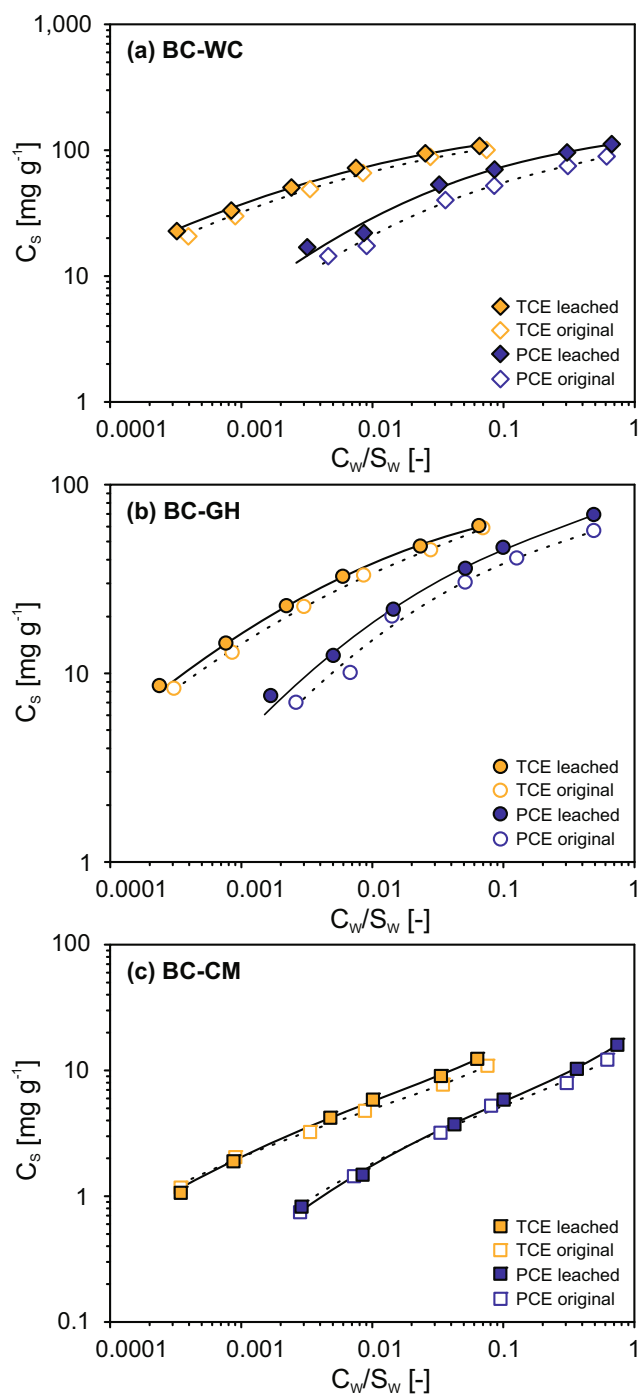 1,000
(a) BC-WC
100
Cs [mg g-1]
10
TCE leached
TCE original
PCE leached
PCE original
1
0.0001 0.001 0.01 0.1 1
CW/SW [-]
100
(b) BC-GH
Cs [mg g-1]
10
TCE leached
TCE original
PCE leached
PCE original
1
0.0001 0.001 0.01 0.1 1
CW/SW [-]
100
(c) BC-CM
10
Cs [mg g-1]
1
TCE leached
TCE original
PCE leached
PCE original
0.1
0.0001 0.001 0.01 0.1 1
CW/SW [-]